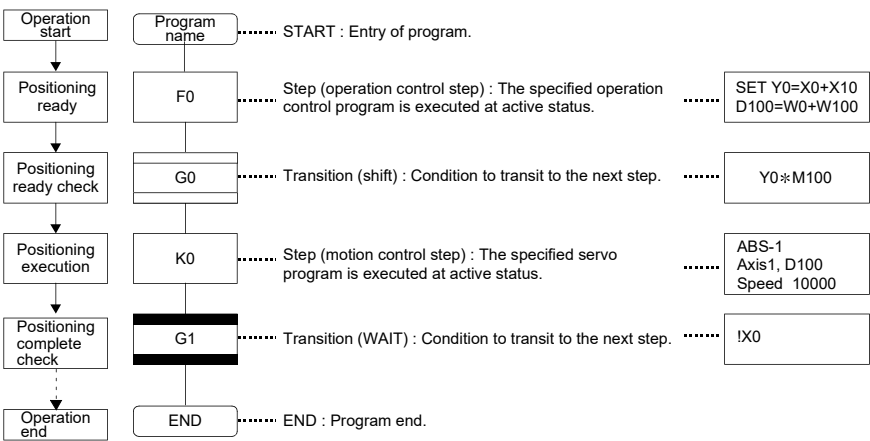 Operation
start
Program
name
START : Entry of program.
Positioning
ready
F0
Step (operation control step) : The specified operation
control program is executed at active status.
SET Y0=X0+X10
D100=W0+W100
Positioning
ready check
G0
Transition (shift) : Condition to transit to the next step.
Y0*M100
Positioning
execution
K0
Step (motion control step) : The specified servo
program is executed at active status.
ABS-1
Axis1, D100
Speed 10000
Positioning
complete
check
G1
Transition (WAIT) : Condition to transit to the next step.
!X0
Operation
end
END
END : Program end.